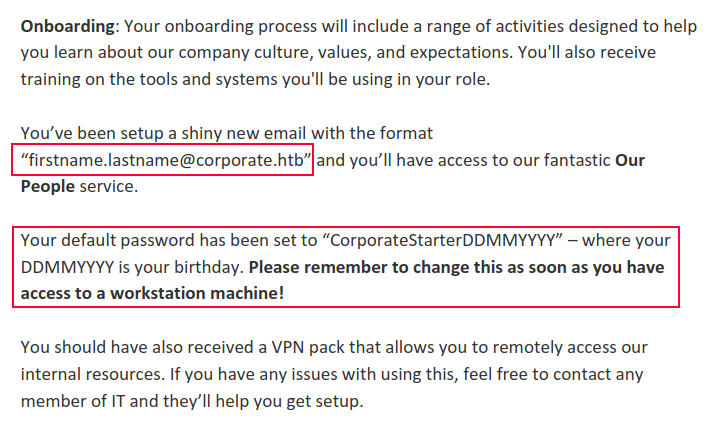 Onboarding: Your onboarding process will include a range of activities designed to help
you learn about our company culture, values, and expectations. You'll also receive
training on the tools and systems you'll be using in your role.
You’ve been setup a shiny new email with the format
“firstname.lastname@corporate.htb” and you’ll have access to our fantastic Our
People service.
Your default password has been set to “CorporateStarterDDMMYYYY” – where your
DDMMYYYY is your birthday. Please remember to change this as soon as you have
access to a workstation machine!
You should have also received a VPN pack that allows you to remotely access our
internal resources. If you have any issues with using this, feel free to contact any
member of IT and they’ll help you get setup.